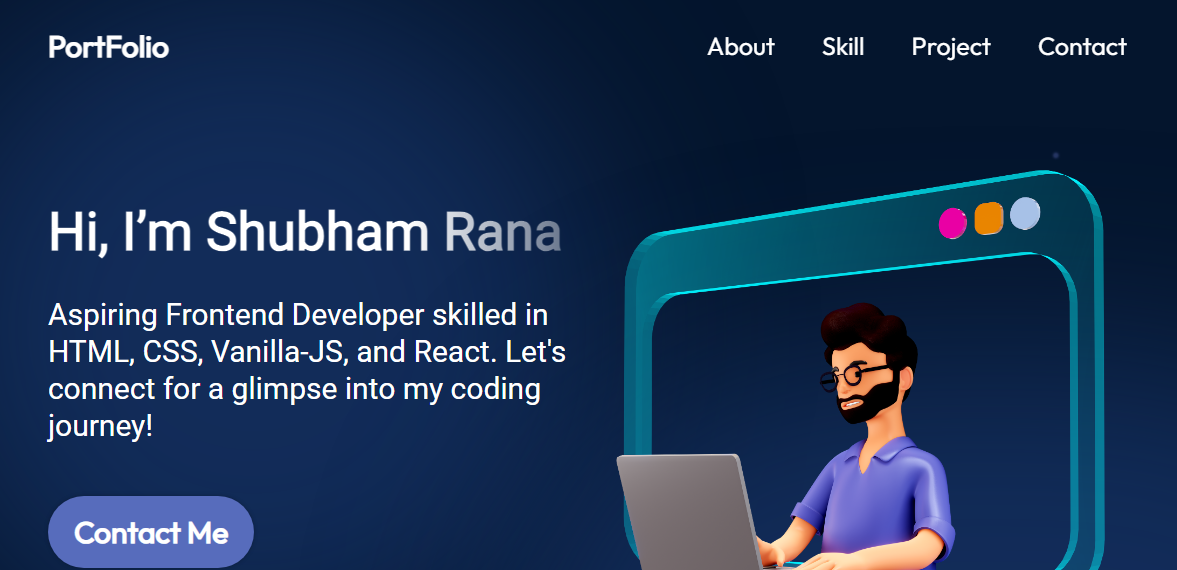 PortFolio
About Skill Project Contact
Hi, I’m Shubham Rana
Aspiring Frontend Developer skilled in
HTML, CSS, Vanilla-JS, and React. Let's
connect for a glimpse into my coding
journey!
Contact Me